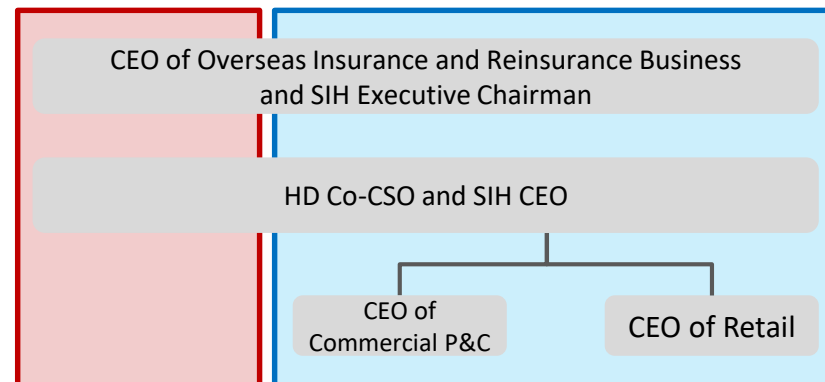 CEO of Overseas Insurance and Reinsurance Business
and SIH Executive Chairman
HD Co-CSO and SIH CEO
CEO of
Commercial P&C
CEO of Retail